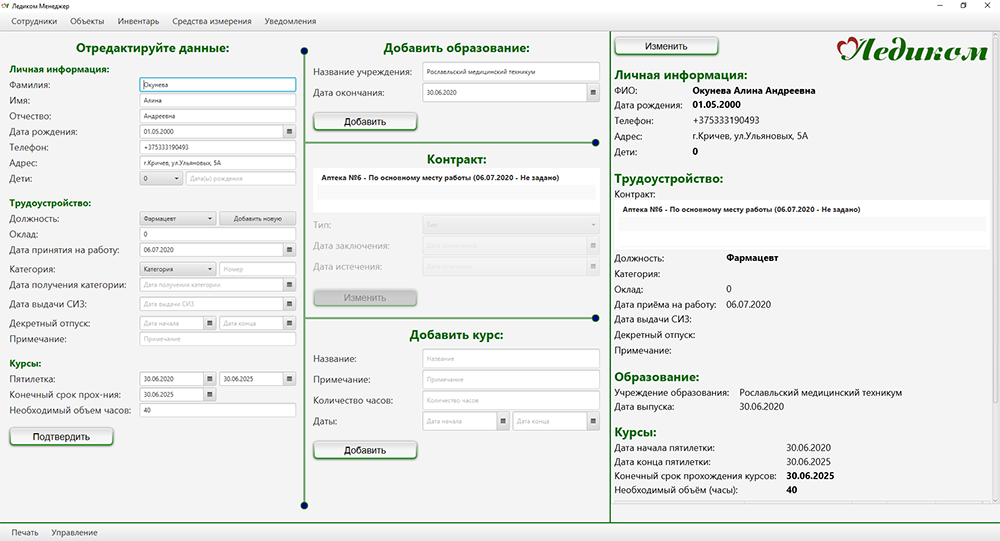 Ледиком Менеджер
Сотрудники Объекты Инвентарь Средства измерения Уведомления
Отредактируйте данные:
Личная информация:
Фамилия: Окунева
Имя: Алина
Отчество: Андреевна
Дата рождения: 01.05.2000
Телефон: +375333190493
Адрес: г.Кричев, ул.Ульяновых, 5А
Дети: 0 Дата(ы) рождения
Трудоустройство:
Должность: Фармацевт Добавить новую
Оклад: 0
Дата принятия на работу: 06.07.2020
Категория: Категория Номер
Дата получения категории: Дата получения категории
Дата выдачи СИЗ: Дата выдачи СИЗ
Декретный отпуск: Дата начала Дата конца
Примечание: Примечание
Курсы:
Пятилетка: 30.06.2020 30.06.2025
Конечный срок прох-ния: 30.06.2025
Необходимый объем часов: 40
Подтвердить
Добавить образование:
Название учреждения: Рославльский медицинский техникум
Дата окончания: 30.06.2020
Добавить
Контракт:
Аптека №6 - По основному месту работы (06.07.2020 - Не задано)
Тип: Тип
Дата заключения:
Дата истечения:
Изменить
Добавить курс:
Название: Название
Примечание: Примечание
Количество часов: Количество часов
Даты: Дата начала Дата конца
Добавить
Изменить
Ледиком
Личная информация:
ФИО: Окунева Алина Андреевна
Дата рождения: 01.05.2000
Телефон: +375333190493
Адрес: г.Кричев, ул.Ульяновых, 5А
Дети: 0
Трудоустройство:
Контракт:
Аптека №6 - По основному месту работы (06.07.2020 - Не задано)
Должность: Фармацевт
Категория:
Оклад: 0
Дата приёма на работу: 06.07.2020
Дата выдачи СИЗ:
Декретный отпуск:
Примечание:
Образование:
Учреждение образования: Рославльский медицинский техникум
Дата выпуска: 30.06.2020
Курсы:
Дата начала пятилетки: 30.06.2020
Дата конца пятилетки: 30.06.2025
Конечный срок прохождения курсов: 30.06.2025
Необходимый объём (часы): 40
Печать Управление